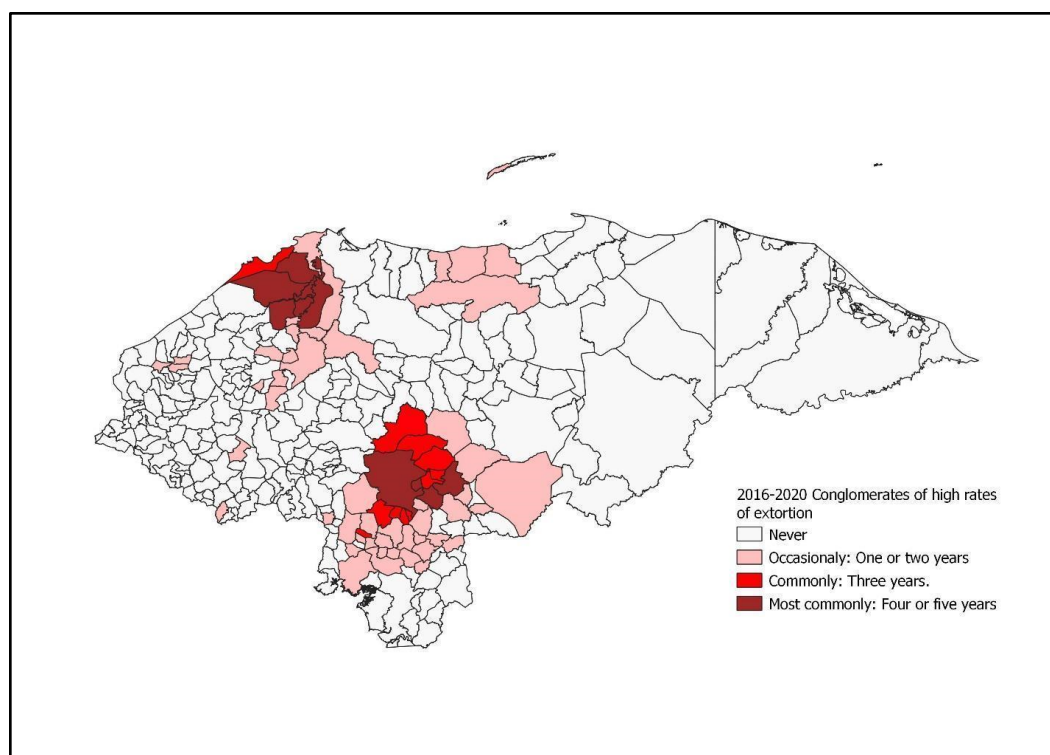 2016-2020 Conglomerates of high rates
of extortion
Never
Occasionaly: One or two years
Commonly: Three years.
Most commonly: Four or five years